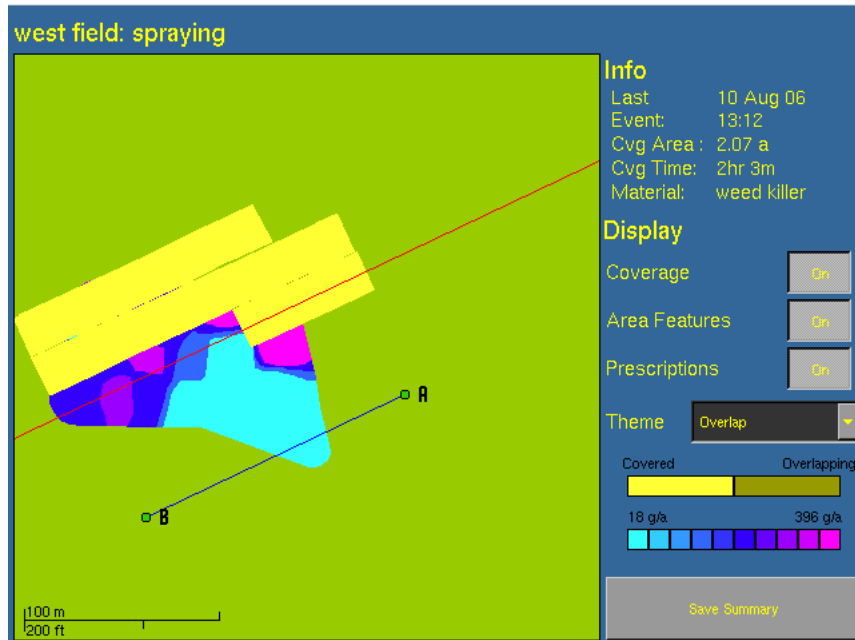 west field: spraying
Info
Last 10 Aug 06
Event: 13:12
Cvg Area : 2.07 a
Cvg Time: 2hr 3m
Material: weed killer
Display
Coverage On
Area Features On
Prescriptions On
Theme Overlap
Covered Overlapping
18 g/a 396 g/a
Save Summary
A
B
100 m
200 ft